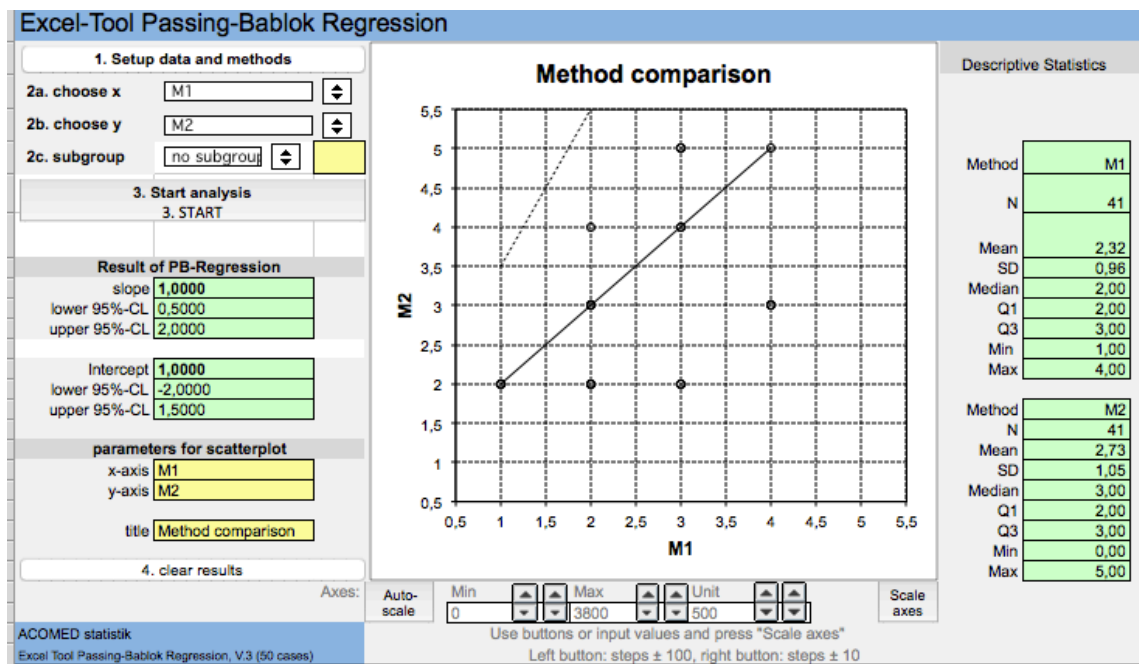 Excel-Tool Passing-Bablok Regression
1. Setup data and methods
2a. choose x M1
2b. choose y M2
2c. subgroup no subgroup
3. Start analysis
3. START
Result of PB-Regression
slope 1,0000
lower 95%-CL 0,5000
upper 95%-CL 2,0000
Intercept 1,0000
lower 95%-CL -2,0000
upper 95%-CL 1,5000
parameters for scatterplot
x-axis M1
y-axis M2
title Method comparison
4. clear results
Method comparison
5,5
5
4,5
4
3,5
3
2,5
2
1,5
1
0,5
M2
0,5 1 1,5 2 2,5 3 3,5 4 4,5 5 5,5
M1
Descriptive Statistics
Method M1
N 41
Mean 2,32
SD 0,96
Median 2,00
Q1 2,00
Q3 3,00
Min 1,00
Max 4,00
Method M2
N 41
Mean 2,73
SD 1,05
Median 3,00
Q1 2,00
Q3 3,00
Min 0,00
Max 5,00
Axes:
Auto-
scale
Min Max Unit
0 3800 500
Scale
axes
Use buttons or input values and press "Scale axes"
Left button: steps ± 100, right button: steps ± 10
ACOMED statistik
Excel Tool Passing-Bablok Regression, V.3 (50 cases)